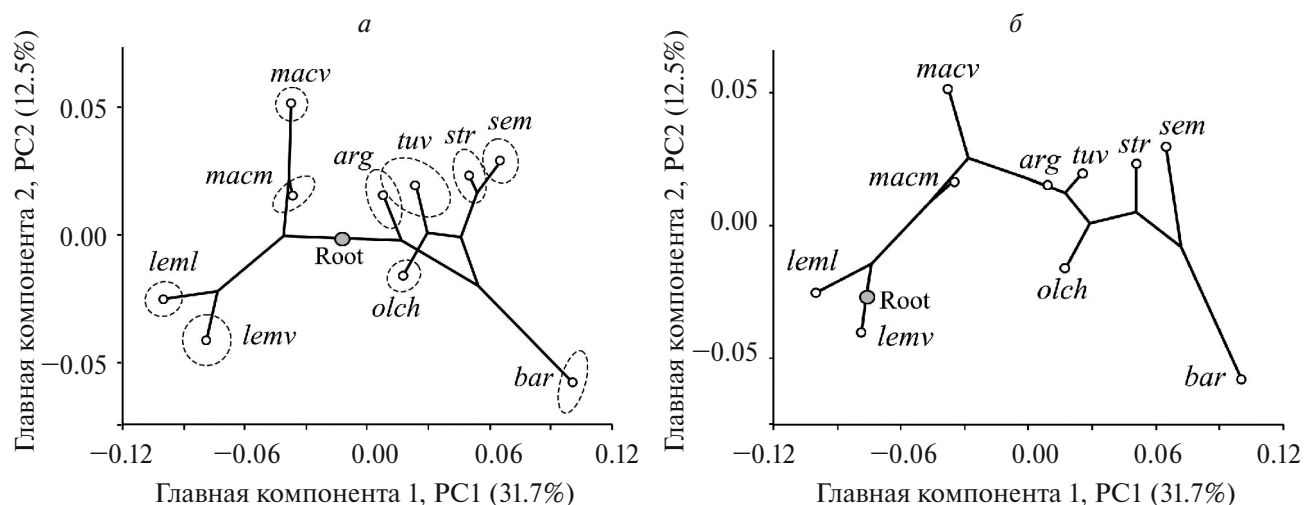 а
Главная компонента 2, PC2 (12.5%)
0.05
0.00
−0.05
macv
macm
arg
tuv
str
sem
Root
leml
lemv
olch
bar
−0.12
−0.06
0.00
0.06
0.12
Главная компонента 1, PC1 (31.7%)
б
Главная компонента 2, PC2 (12.5%)
0.05
0.00
−0.05
macv
macm
arg
tuv
str
sem
leml
Root
lemv
olch
bar
−0.12
−0.06
0.00
0.06
0.12
Главная компонента 1, PC1 (31.7%)